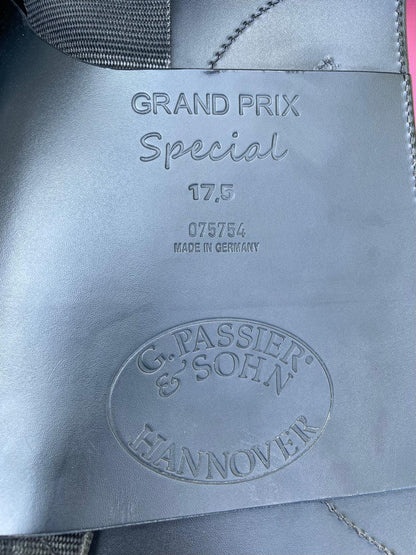 GRAND PRIX
Special
17,5
075754
MADE IN GERMANY
G. PASSIER
& SOHN
HANNOVER